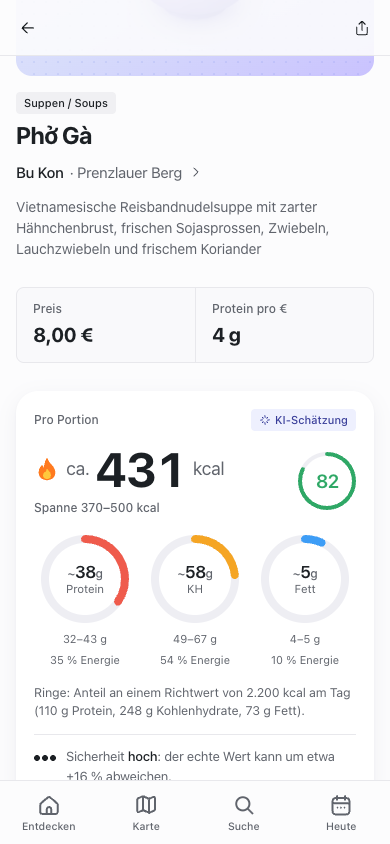 Suppen / Soups
Phở Gà
Bu Kon · Prenzlauer Berg
Vietnamesische Reisbandnudelsuppe mit zarter
Hähnchenbrust, frischen Sojasprossen, Zwiebeln,
Lauchzwiebeln und frischem Koriander
Preis
8,00 €
Protein pro €
4 g
Pro Portion
KI-Schätzung
ca. 431 kcal
82
Spanne 370–500 kcal
~38g
Protein
~58g
KH
~5g
Fett
32–43 g
49–67 g
4–5 g
35 % Energie
54 % Energie
10 % Energie
Ringe: Anteil an einem Richtwert von 2.200 kcal am Tag
(110 g Protein, 248 g Kohlenhydrate, 73 g Fett).
Sicherheit hoch: der echte Wert kann um etwa
±16 % abweichen.
Entdecken
Karte
Suche
Heute